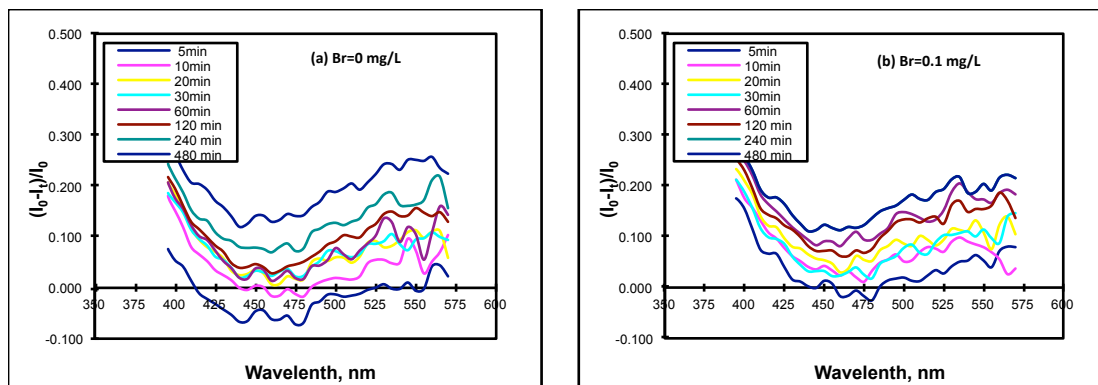 0.500
0.400
0.300
0.200
0.100
0.000
-0.100
350
375
400
425
450
475
500
525
550
575
600
(I₀-Iₜ)/I₀
Wavelenth, nm
(a) Br=0 mg/L
5min
10min
20min
30min
60min
120 min
240 min
480 min
0.500
0.400
0.300
0.200
0.100
0.000
-0.100
350
375
400
425
450
475
500
525
550
575
600
(I₀-Iₜ)/I₀
Wavelenth, nm
(b) Br=0.1 mg/L
5min
10min
20min
30min
60min
120 min
240 min
480 min